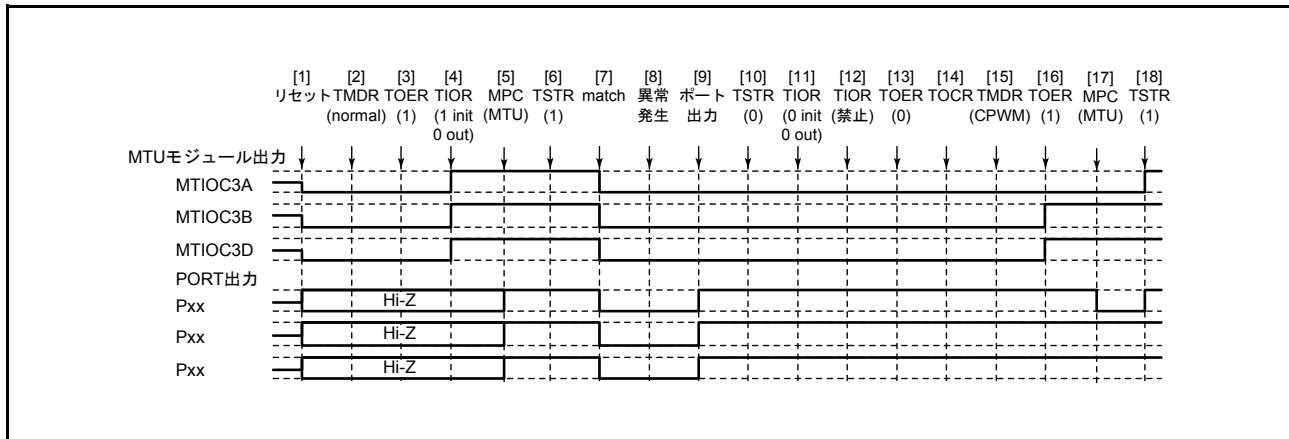 [1] [2] [3] [4] [5] [6] [7] [8] [9] [10] [11] [12] [13] [14] [15] [16] [17] [18]
リセット TMDR TOER TIOR MPC TSTR match 異常 ポート TSTR TIOR TIOR TOER TOCR TMDR TOER MPC TSTR
(normal) (1) (1 init (MTU) (1) 発生 出力 (0) (0 init (禁止) (0) (CPWM) (1) (MTU) (1)
0 out) 0 out)
MTUモジュール出力
MTIOC3A
MTIOC3B
MTIOC3D
PORT出力
Pxx Hi-Z
Pxx Hi-Z
Pxx Hi-Z